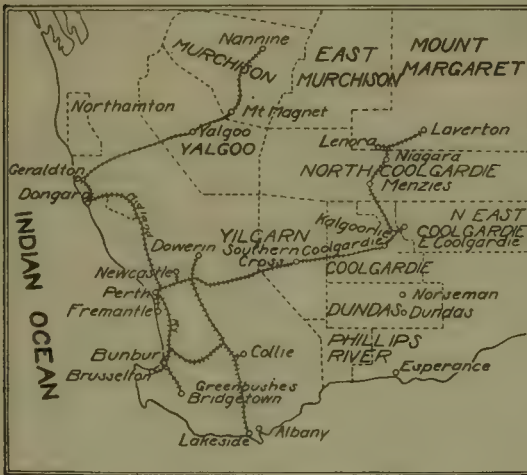 Nannine
MURCHISON
EAST
MURCHISON
MOUNT
MARGARET
Northamton
Mt Magnet
Yalgoo
YALGOO
Lenora
Laverton
Niagara
NORTH COOLGARDIE
Menzies
Geraldton
Dongara
Midland
INDIAN OCEAN
Kalgoorlie
N EAST
COOLGARDIE
E Coolgardie
Dowerin
YILGARN
Southern
Cross
Coolgardie
COOLGARDIE
Newcastle
Perth
Fremantle
Norseman
DUNDAS
Dundas
PHILLIPS
RIVER
Bunbur
Brusselton
Collie
Greenbushes
Bridgetown
Esperance
Lakeside
Albany